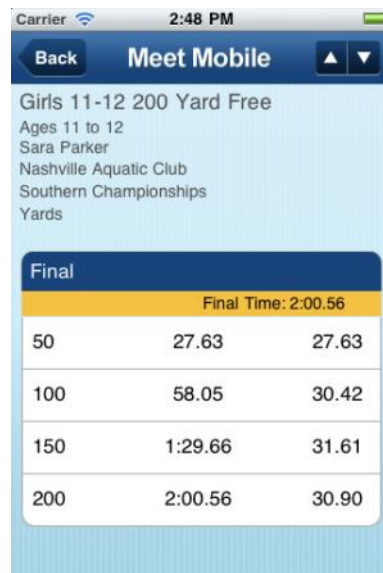 Carrier 2:48 PM
Back Meet Mobile
Girls 11-12 200 Yard Free
Ages 11 to 12
Sara Parker
Nashville Aquatic Club
Southern Championships
Yards
Final
Final Time: 2:00.56
50 27.63 27.63
100 58.05 30.42
150 1:29.66 31.61
200 2:00.56 30.90